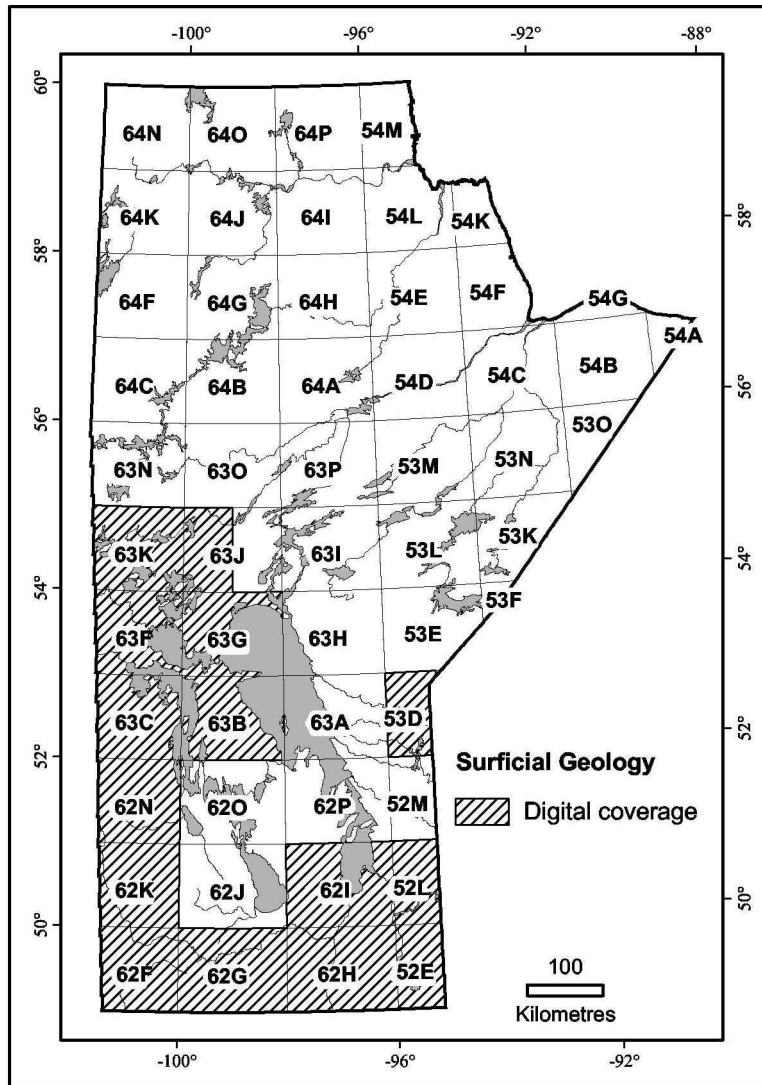 -100° -96° -92° -88°
60°
64N 64O 64P 54M
64K 64J 64I 54L 54K
58° 58°
64F 64G 64H 54E 54F 54G
54A
64C 64B 64A 54D 54C 54B
56° 56°
63N 63O 63P 53M 53N 53O
63K 63J 63I 53L 53K
54° 54°
63F 63G 63H 53E 53F
63C 63B 63A 53D
52° 52°
Surficial Geology
62N 62O 62P 52M
Digital coverage
62K 62J 62I 52L
50° 50°
62F 62G 62H 52E
100
Kilometres
-100° -96° -92°